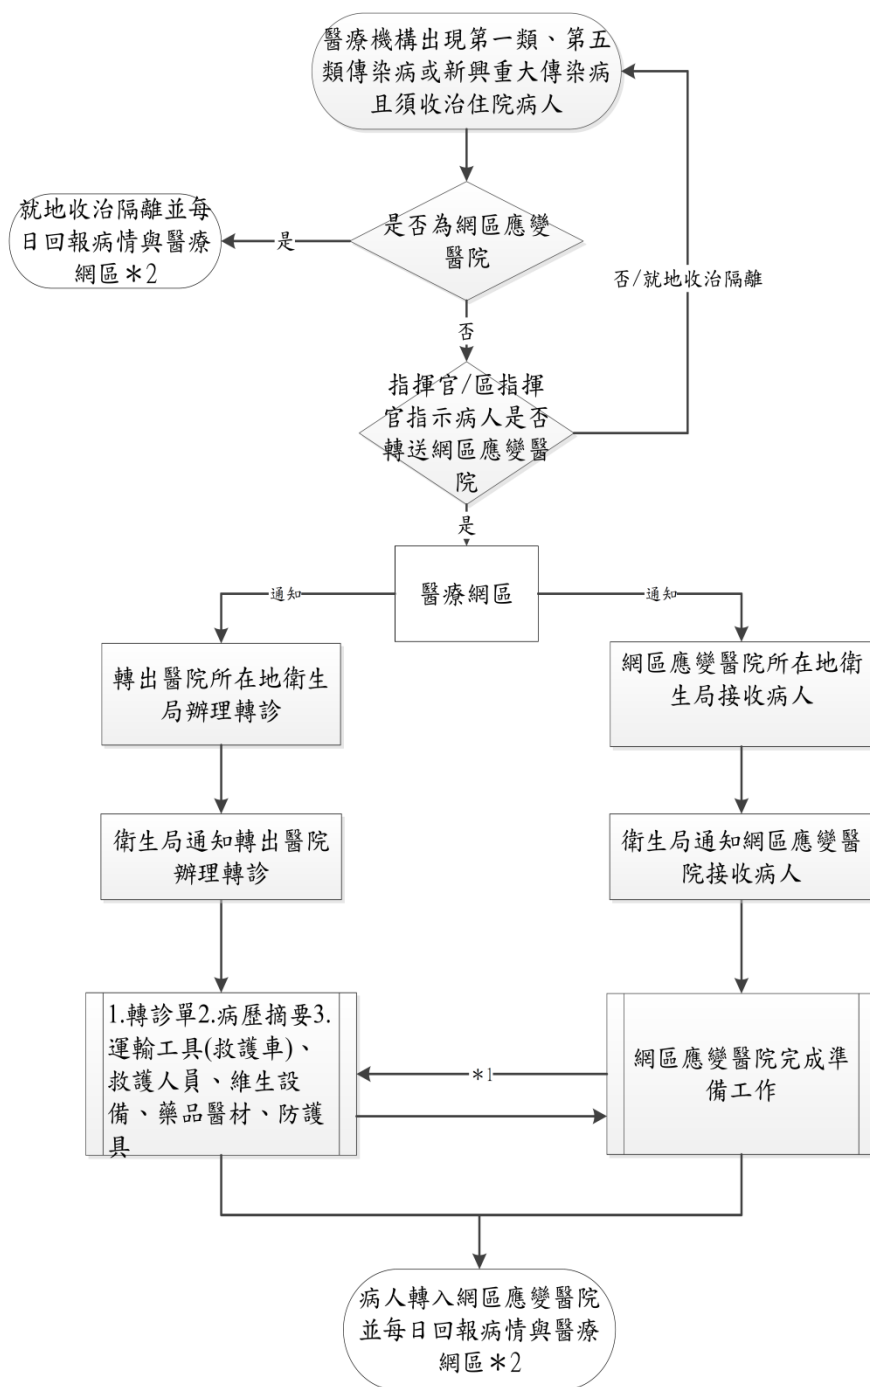 醫療機構出現第一類、第五
類傳染病或新興重大傳染病
且須收治住院病人
就地收治隔離並每
日回報病情與醫療
網區＊2
是
是否為網區應變
醫院
否/就地收治隔離
否
指揮官/區指揮
官指示病人是否
轉送網區應變醫
院
是
醫療網區
通知
通知
轉出醫院所在地衛生
局辦理轉診
網區應變醫院所在地衛
生局接收病人
衛生局通知轉出醫院
辦理轉診
衛生局通知網區應變醫
院接收病人
1.轉診單2.病歷摘要3.
運輸工具(救護車)、
救護人員、維生設
備、藥品醫材、防護
具
＊1
網區應變醫院完成準
備工作
病人轉入網區應變醫院
並每日回報病情與醫療
網區＊2